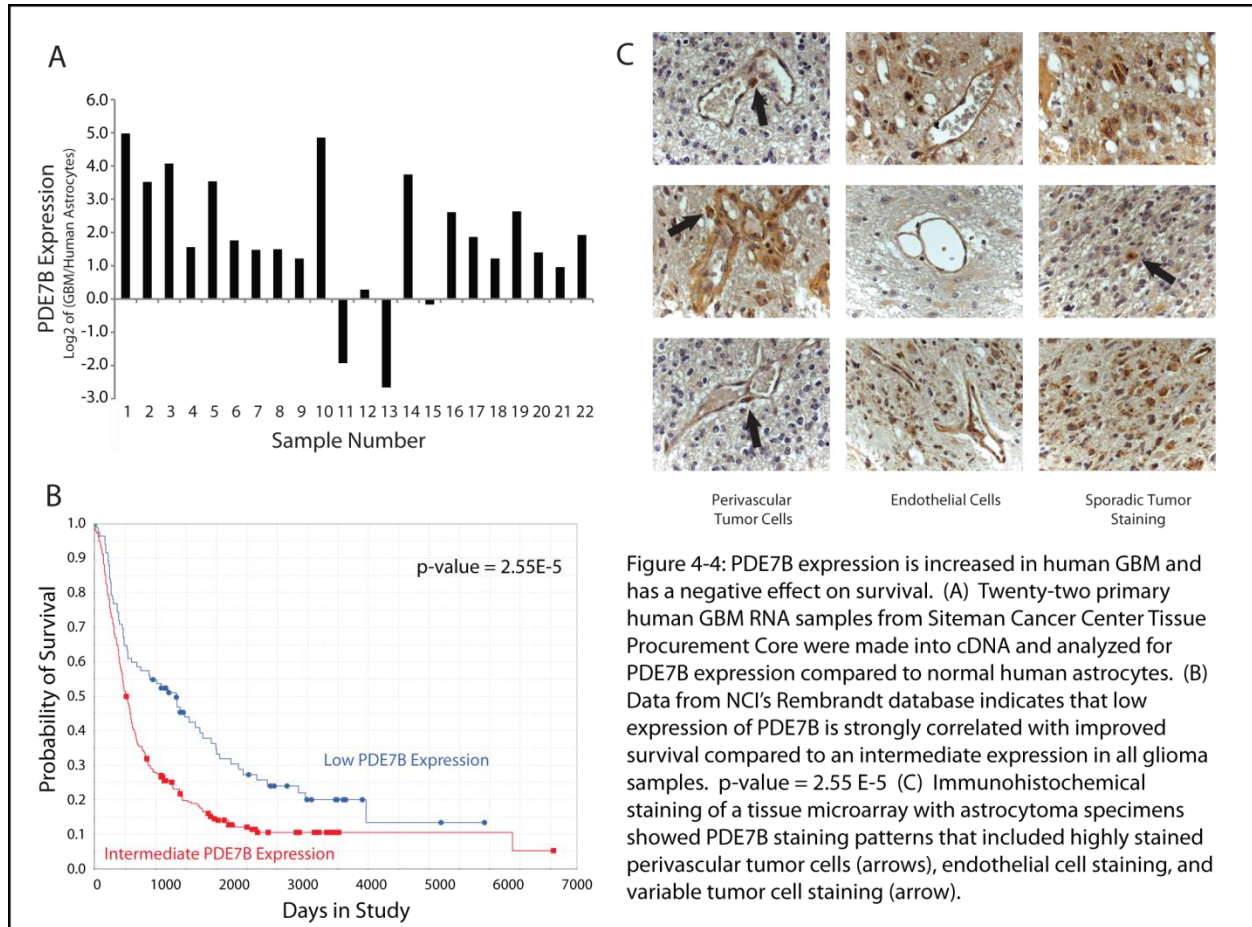 A
6.0
5.0
4.0
3.0
2.0
1.0
0.0
-1.0
-2.0
-3.0
PDE7B Expression
Log2 of (GBM/Human Astrocytes)
1 2 3 4 5 6 7 8 9 10 11 12 13 14 15 16 17 18 19 20 21 22
Sample Number
B
1.0
0.9
0.8
0.7
0.6
0.5
0.4
0.3
0.2
0.1
0.0
Probability of Survival
p-value = 2.55E-5
Low PDE7B Expression
Intermediate PDE7B Expression
0 1000 2000 3000 4000 5000 6000 7000
Days in Study
C
Perivascular
Tumor Cells
Endothelial Cells
Sporadic Tumor
Staining
Figure 4-4: PDE7B expression is increased in human GBM and
has a negative effect on survival. (A) Twenty-two primary
human GBM RNA samples from Siteman Cancer Center Tissue
Procurement Core were made into cDNA and analyzed for
PDE7B expression compared to normal human astrocytes. (B)
Data from NCI's Rembrandt database indicates that low
expression of PDE7B is strongly correlated with improved
survival compared to an intermediate expression in all glioma
samples. p-value = 2.55 E-5 (C) Immunohistochemical
staining of a tissue microarray with astrocytoma specimens
showed PDE7B staining patterns that included highly stained
perivascular tumor cells (arrows), endothelial cell staining, and
variable tumor cell staining (arrow).